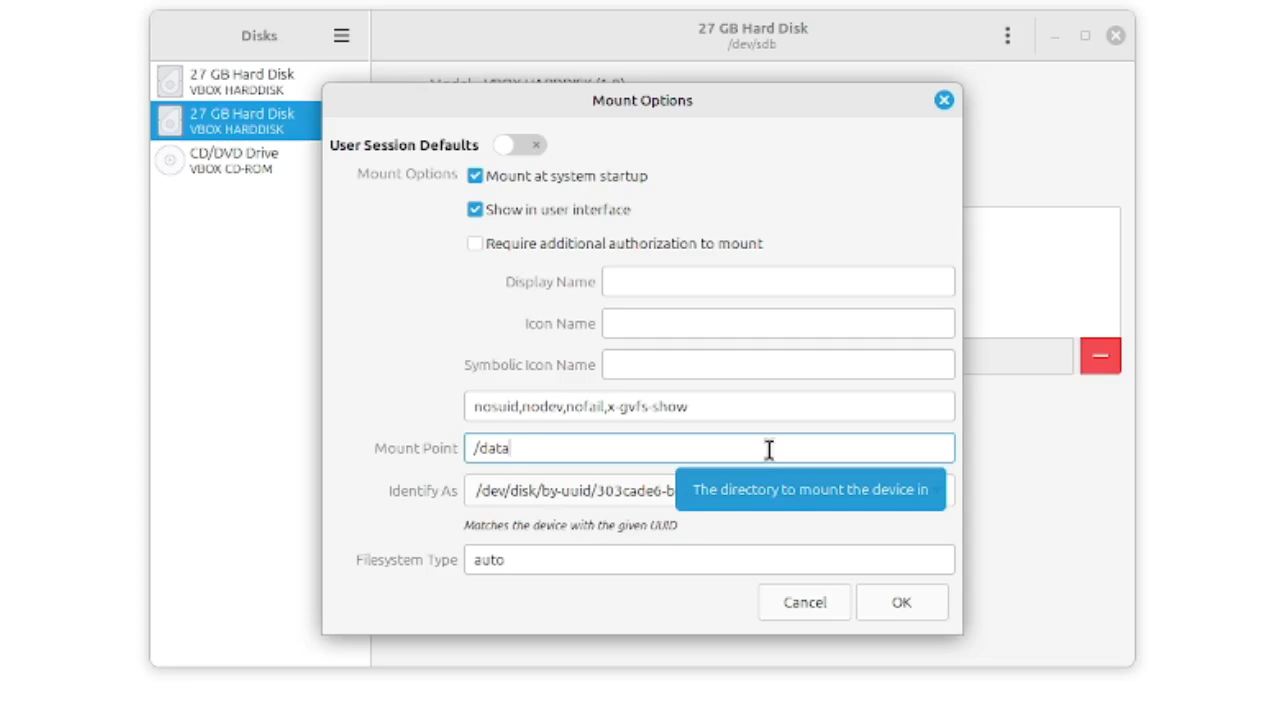 Disks
27 GB Hard Disk
/dev/sdb
27 GB Hard Disk
VBOX HARDDISK
27 GB Hard Disk
VBOX HARDDISK
CD/DVD Drive
VBOX CD-ROM
Mount Options
User Session Defaults
Mount Options
Mount at system startup
Show in user interface
Require additional authorization to mount
Display Name
Icon Name
Symbolic Icon Name
nosuid,nodev,nofail,x-gvfs-show
Mount Point /data
Identify As /dev/disk/by-uuid/303cade6-b
The directory to mount the device in
Matches the device with the given UUID
Filesystem Type auto
Cancel OK